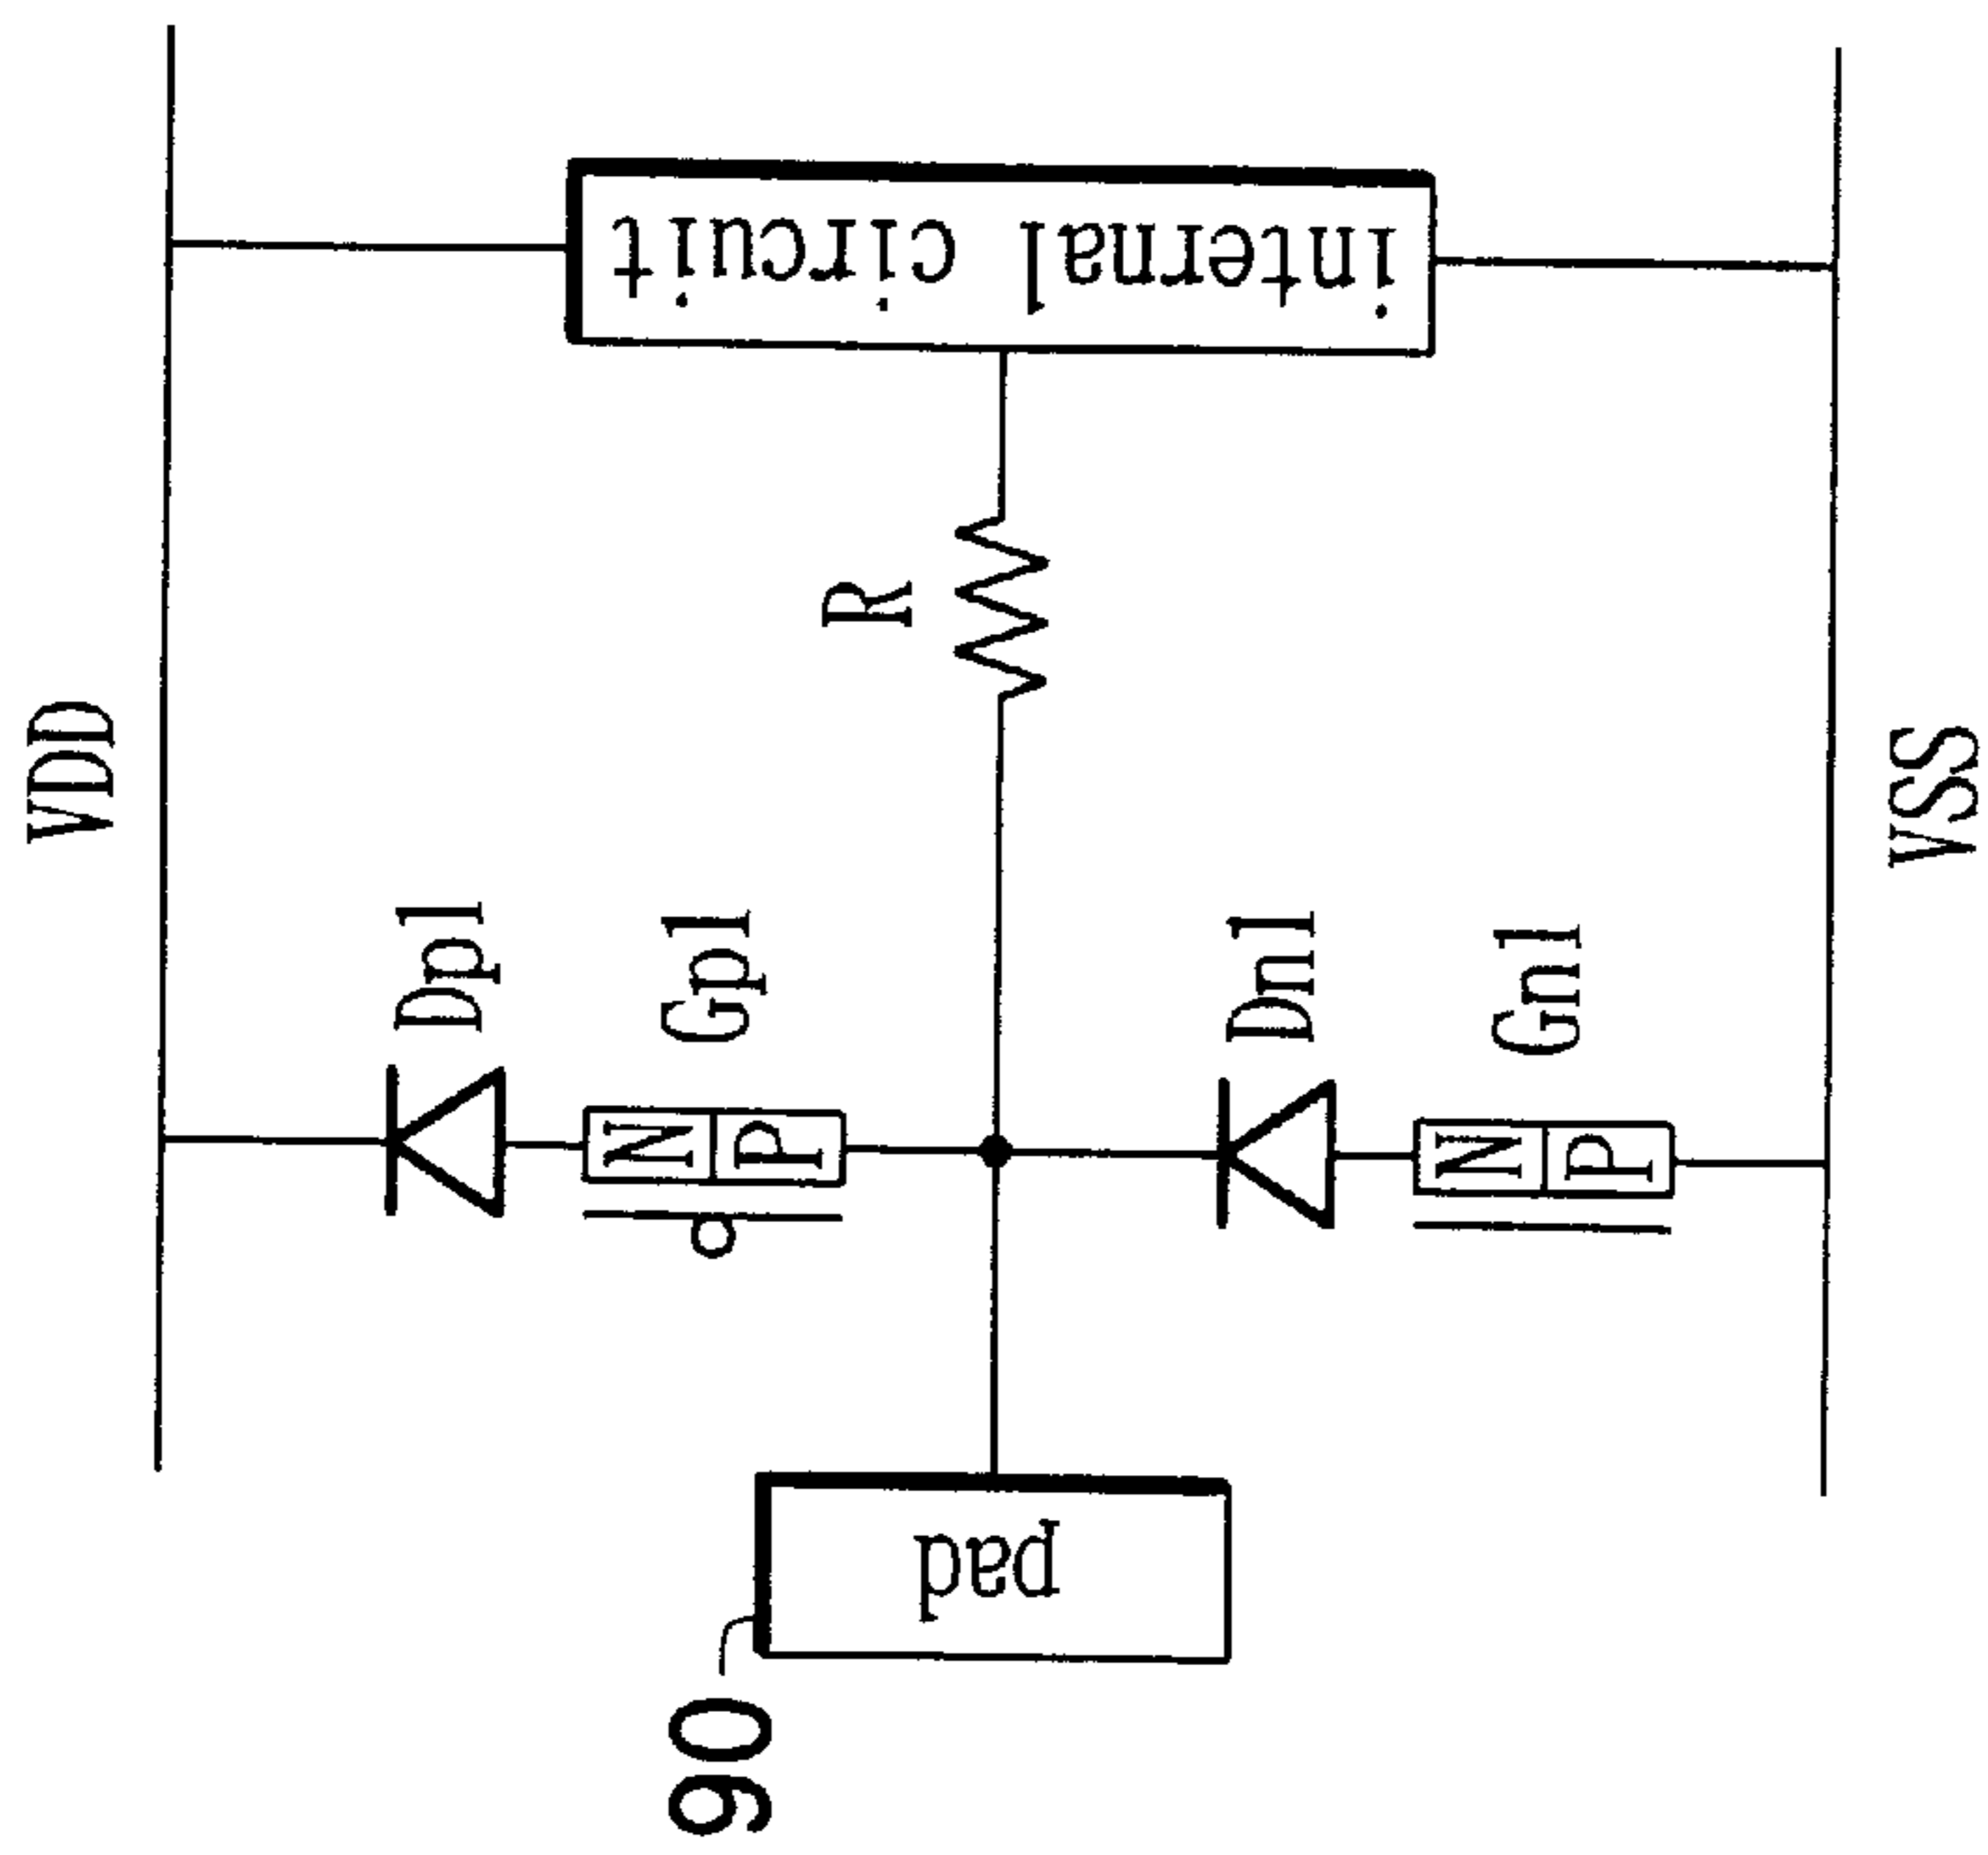 VDD
Dp1
Gp1
N
P
R
internal circuit
pad
90
Dn1
Gn1
N
P
VSS